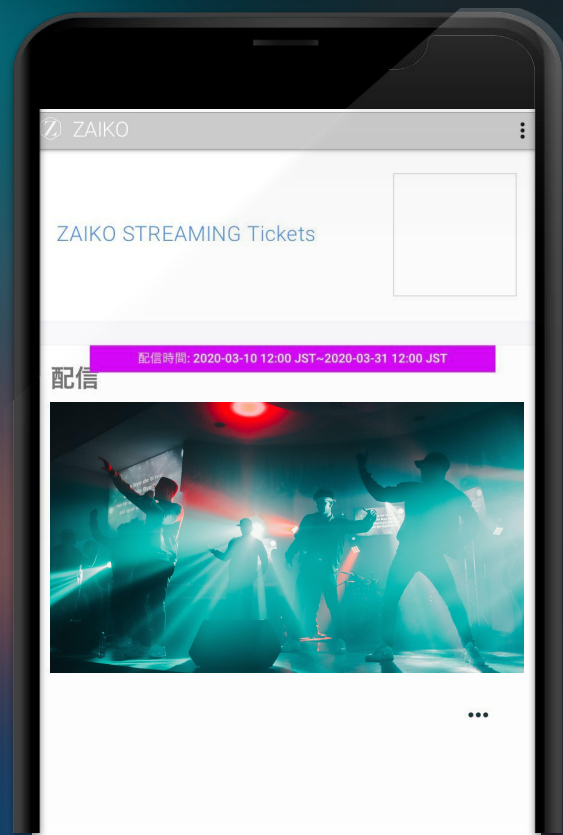 ZAIKO
ZAIKO STREAMING Tickets
配信時間: 2020-03-10 12:00 JST~2020-03-31 12:00 JST
配信